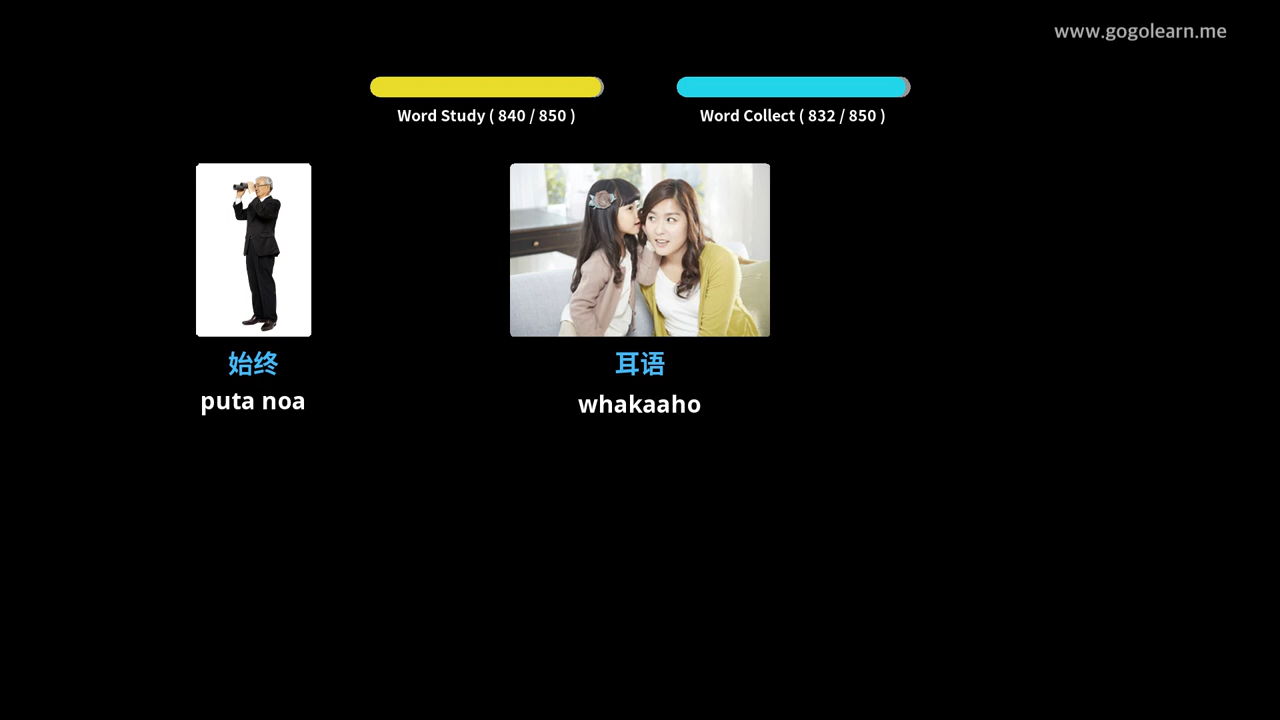 www.gogolearn.me
Word Study ( 840 / 850 )
Word Collect ( 832 / 850 )
始终
puta noa
耳语
whakaaho